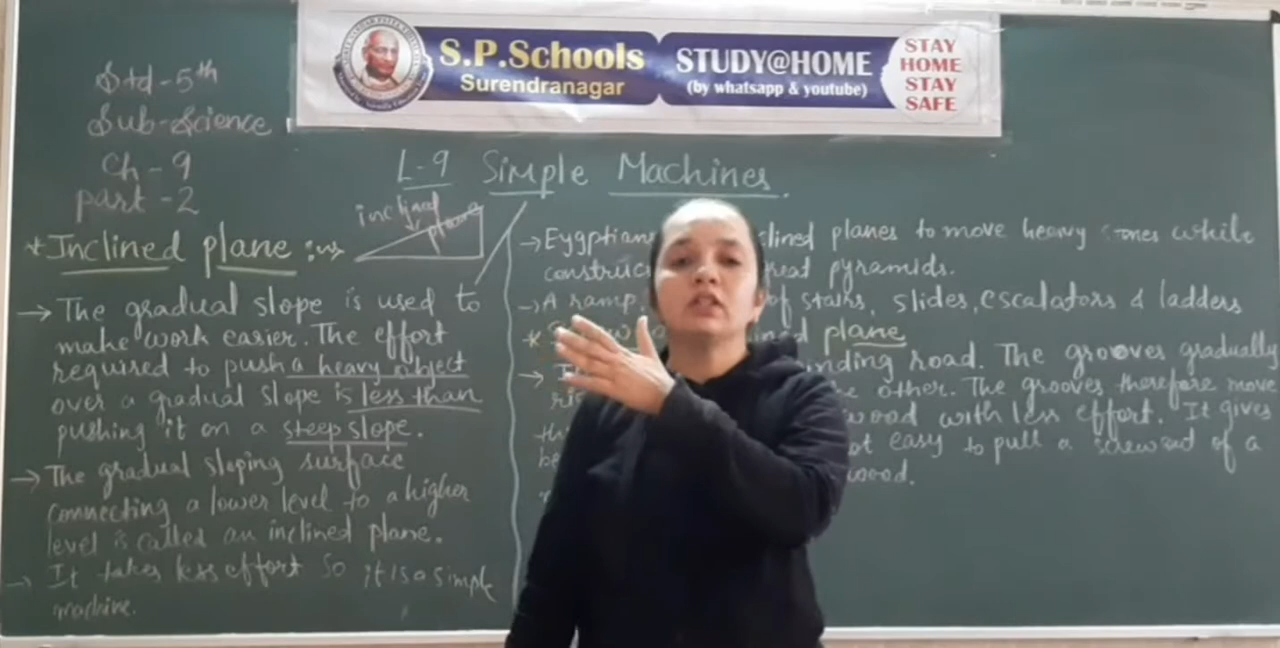 S.P.Schools
Surendranagar
STUDY@HOME
(by whatsapp & youtube)
STAY
HOME
STAY
SAFE
Std-5th
Sub-Science
Ch-9
part-2
L-9 Simple Machines.
inclined
plane
* Inclined plane :
→ The gradual slope is used to
make work easier. The effort
required to push a heavy object
over a gradual slope is less than
pushing it on a steep slope.
→ The gradual sloping surface
connecting a lower level to a higher
level is called an inclined plane.
→ It takes less effort so it is a simple
machine.
→ Eygptians clined planes to move heavy stones while
construc reat pyramids.
→ A ramp, of stairs, slides, escalators & ladders
* ined plane
→ nding road. The grooves gradually
other. The grooves therefore move
wood with less effort. It gives
ot easy to pull a screw out of a
wood.